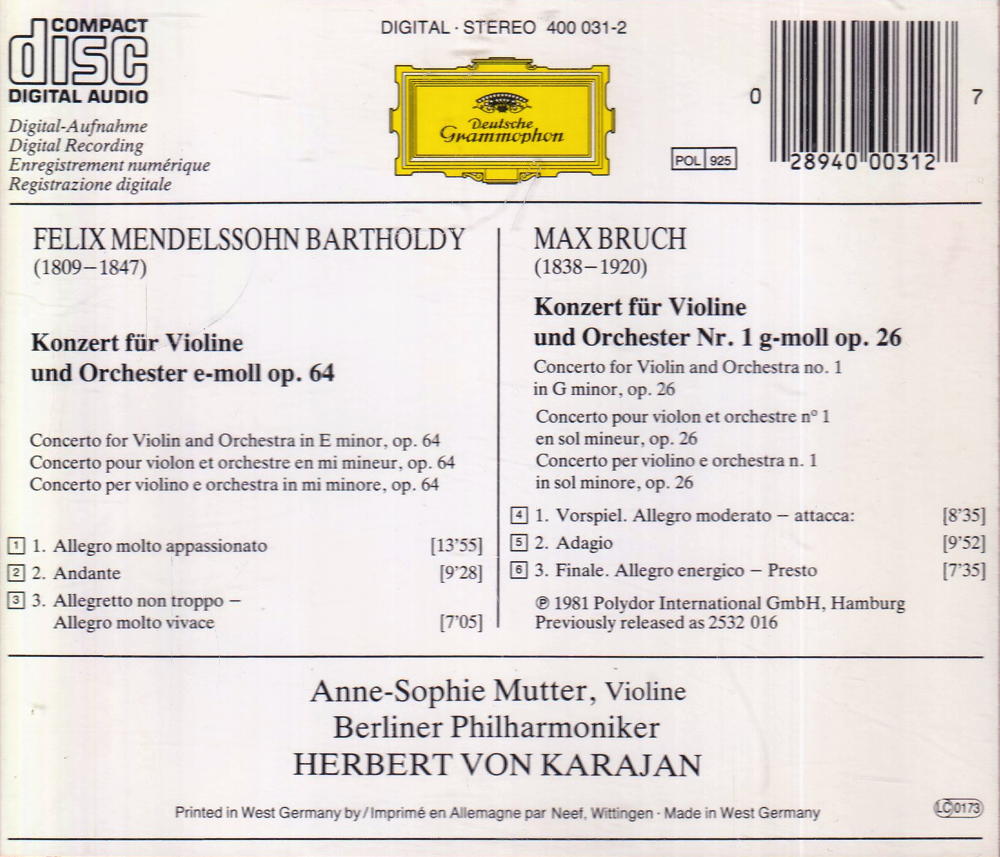 COMPACT
disc
DIGITAL AUDIO
Digital-Aufnahme
Digital Recording
Enregistrement numérique
Registrazione digitale
DIGITAL · STEREO 400 031-2
Deutsche
Grammophon
POL 925
0 28940 00312 7
FELIX MENDELSSOHN BARTHOLDY
(1809–1847)
Konzert für Violine
und Orchester e-moll op. 64
Concerto for Violin and Orchestra in E minor, op. 64
Concerto pour violon et orchestre en mi mineur, op. 64
Concerto per violino e orchestra in mi minore, op. 64
1 1. Allegro molto appassionato [13'55]
2 2. Andante [9'28]
3 3. Allegretto non troppo –
Allegro molto vivace [7'05]
MAX BRUCH
(1838–1920)
Konzert für Violine
und Orchester Nr. 1 g-moll op. 26
Concerto for Violin and Orchestra no. 1
in G minor, op. 26
Concerto pour violon et orchestre n° 1
en sol mineur, op. 26
Concerto per violino e orchestra n. 1
in sol minore, op. 26
4 1. Vorspiel. Allegro moderato – attacca: [8'35]
5 2. Adagio [9'52]
6 3. Finale. Allegro energico – Presto [7'35]
℗ 1981 Polydor International GmbH, Hamburg
Previously released as 2532 016
Anne-Sophie Mutter, Violine
Berliner Philharmoniker
HERBERT VON KARAJAN
Printed in West Germany by/Imprimé en Allemagne par Neef, Wittingen · Made in West Germany
LC 0173